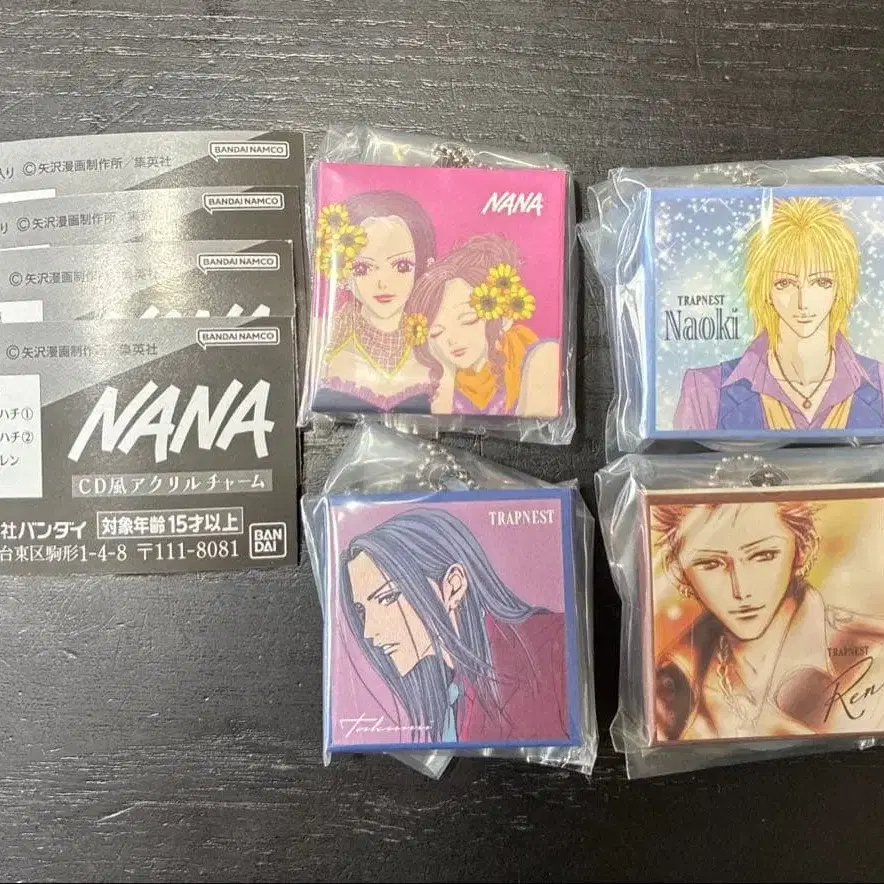 入り ©矢沢漫画制作所/集英社
BANDAI NAMCO
©矢沢漫画制作所
BANDAI NAMCO
©矢沢漫画制作所
BANDAI NAMCO
©矢沢漫画制作所 集英社
BANDAI NAMCO
ハチ①
ハチ②
レン
NANA
CD風アクリルチャーム
社バンダイ 対象年齢15才以上
台東区駒形1-4-8 〒111-8081
BAN
DAI
NANA
TRAPNEST
Naoki
TRAPNEST
Takumi
TRAPNEST
Ren